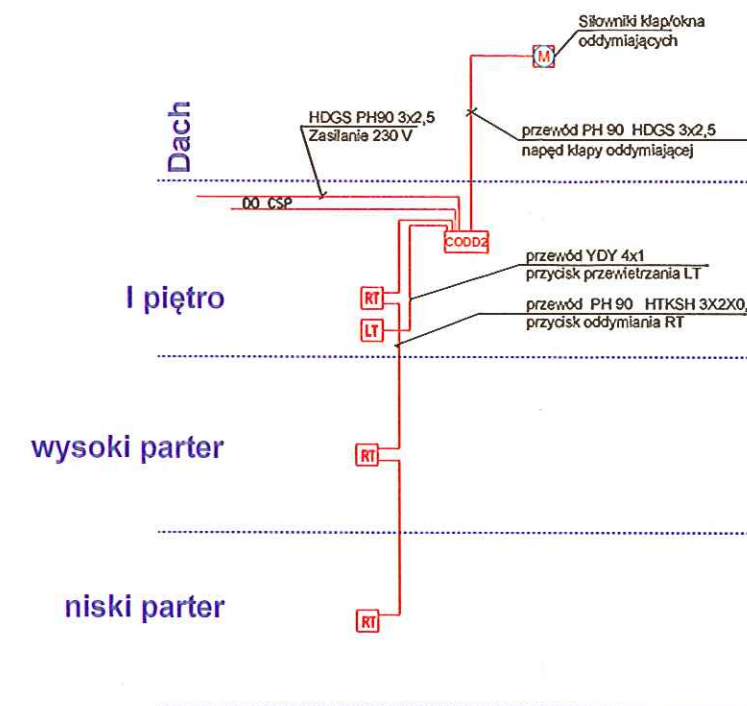 Siłowniki klap/okna
oddymiających
M
Dach
HDGS PH90 3x2,5
Zasilanie 230 V
przewód PH 90 HDGS 3x2,5
napęd klapy oddymiającej
DO CSP
CODD2
przewód YDY 4x1
przycisk przewietrzania LT
I piętro
RT
przewód PH 90 HTKSH 3X2X0,
przycisk oddymiania RT
LT
wysoki parter
RT
niski parter
RT